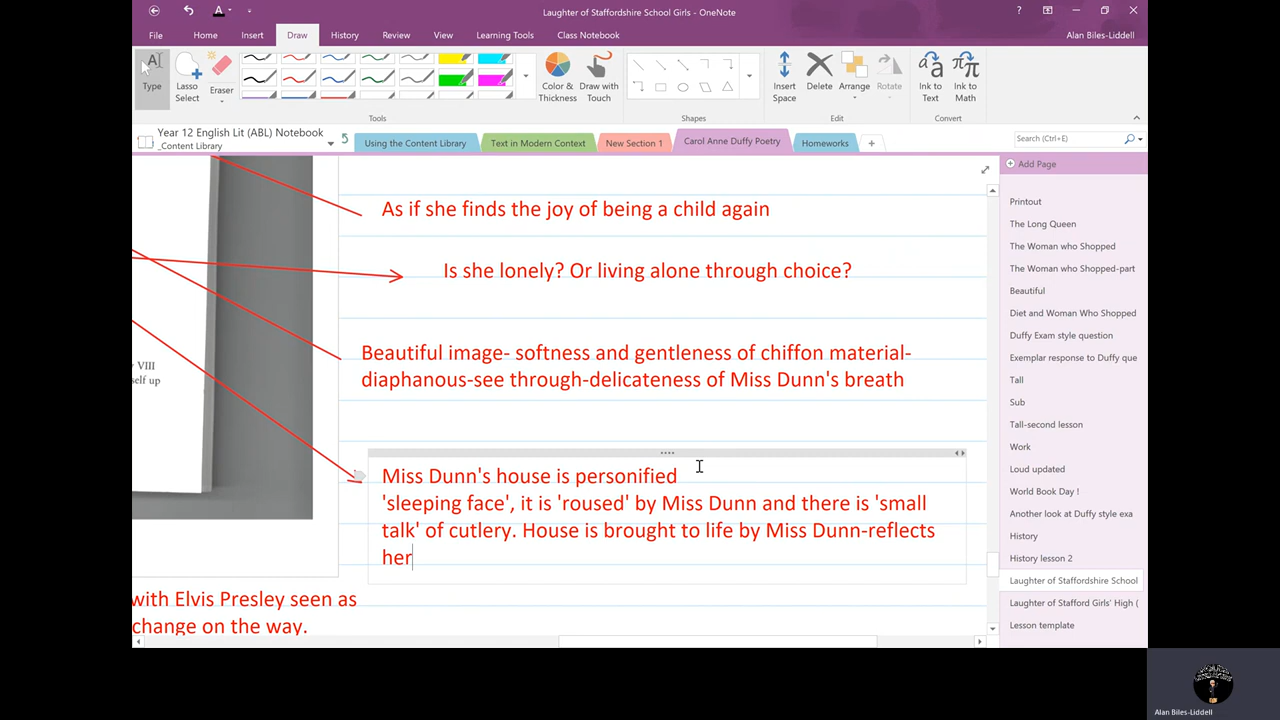 Laughter of Staffordshire School Girls - OneNote
?
File Home Insert Draw History Review View Learning Tools Class Notebook
Alan Biles-Liddell
Type
Lasso Select
Eraser
Color & Thickness
Draw with Touch
Insert Space
Delete
Arrange
Rotate
Ink to Text
Ink to Math
Tools Shapes Edit Convert
Year 12 English Lit (ABL) Notebook
_Content Library
Using the Content Library
Text in Modern Context
New Section 1
Carol Anne Duffy Poetry
Homeworks
+
Search (Ctrl+E)
Add Page
Printout
The Long Queen
The Woman who Shopped
The Woman who Shopped-part
Beautiful
Diet and Woman Who Shopped
Duffy Exam style question
Exemplar response to Duffy que
Tall
Sub
Tall-second lesson
Work
Loud updated
World Book Day !
Another look at Duffy style exa
History
History lesson 2
Laughter of Staffordshire School
Laughter of Stafford Girls' High (
Lesson template
As if she finds the joy of being a child again
Is she lonely? Or living alone through choice?
Beautiful image- softness and gentleness of chiffon material-
diaphanous-see through-delicateness of Miss Dunn's breath
VIII
self up
Miss Dunn's house is personified
'sleeping face', it is 'roused' by Miss Dunn and there is 'small
talk' of cutlery. House is brought to life by Miss Dunn-reflects
her
with Elvis Presley seen as
change on the way.
Alan Biles-Liddell